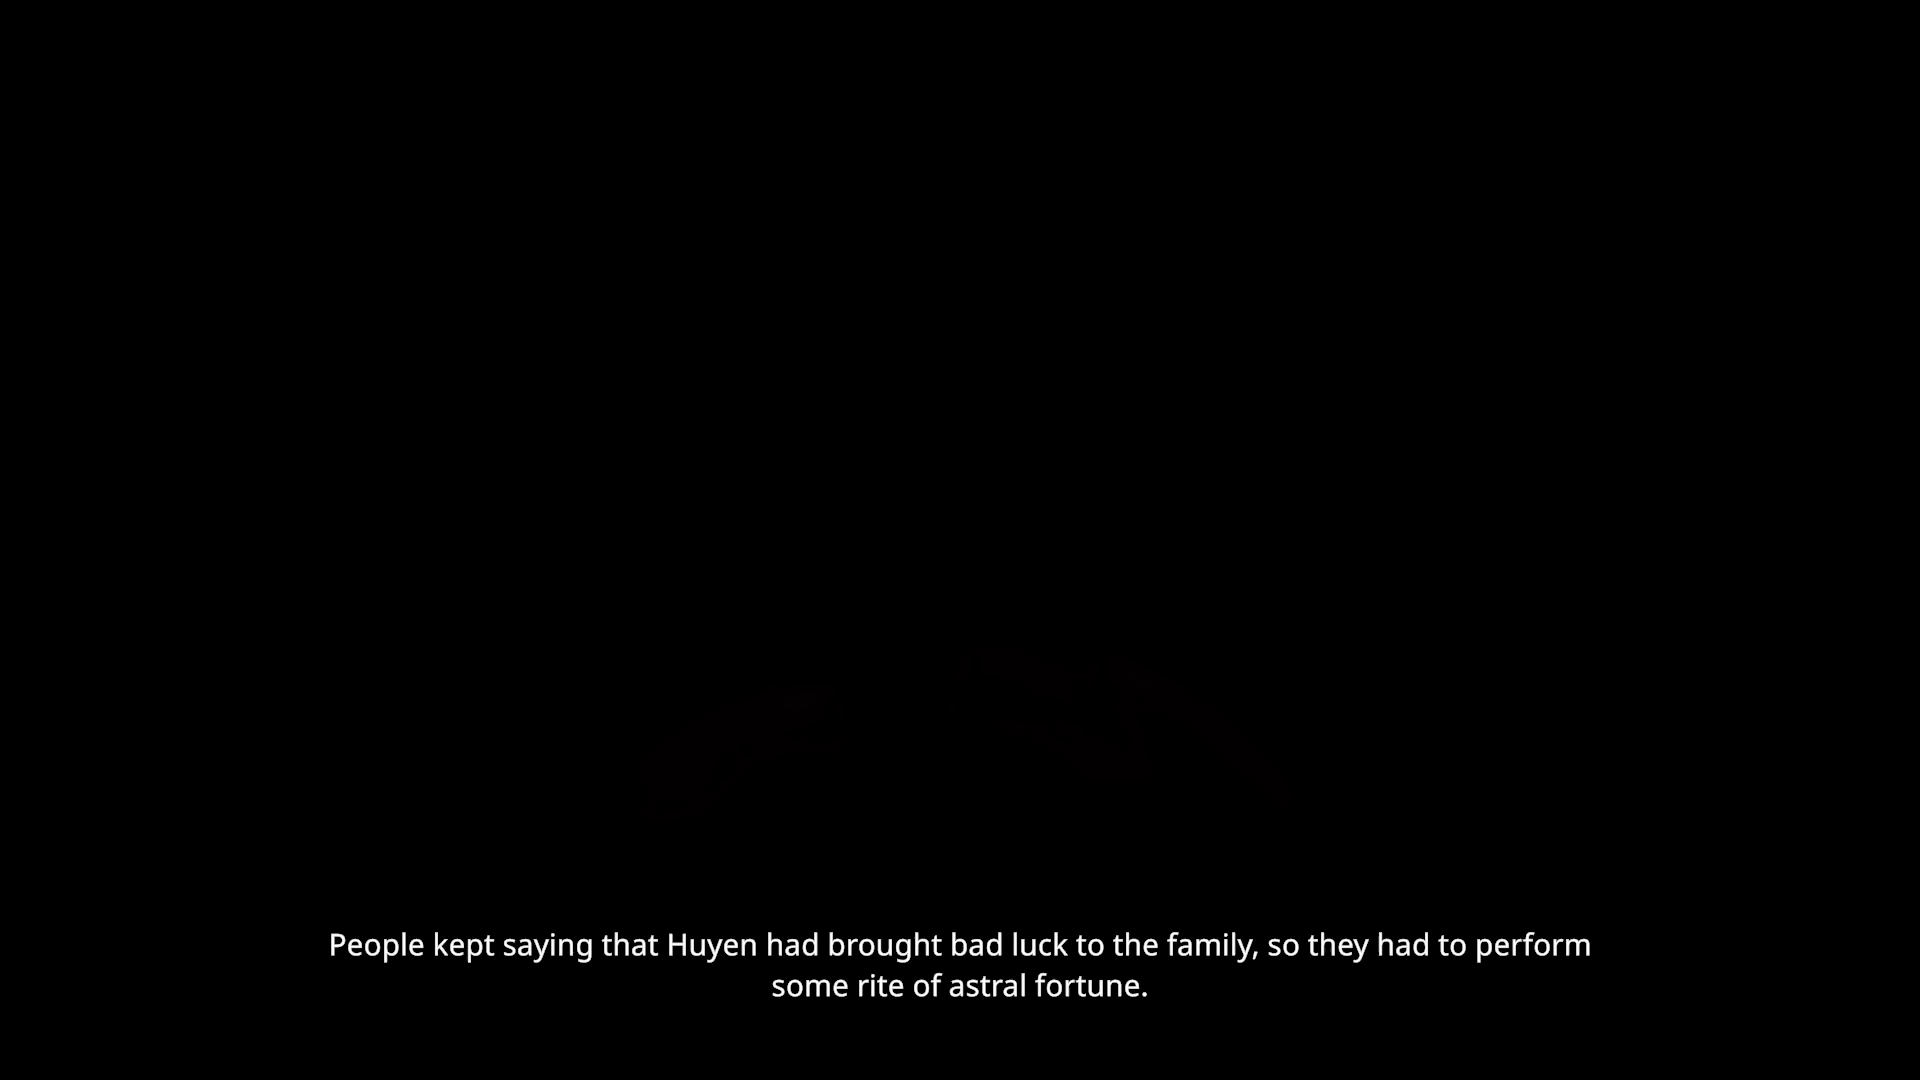 People kept saying that Huyen had brought bad luck to the family, so they had to perform
some rite of astral fortune.